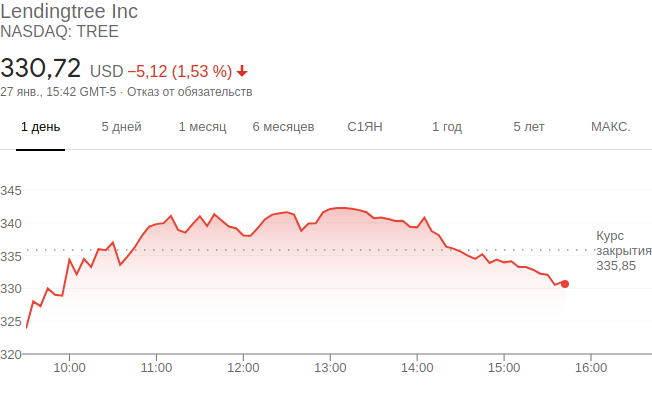 Lendingtree Inc
NASDAQ: TREE
330,72 USD −5,12 (1,53 %)
27 янв., 15:42 GMT-5 · Отказ от обязательств
1 день 5 дней 1 месяц 6 месяцев С1ЯН 1 год 5 лет МАКС.
345
340
335
330
325
320
Курс
закрытия
335,85
10:00 11:00 12:00 13:00 14:00 15:00 16:00